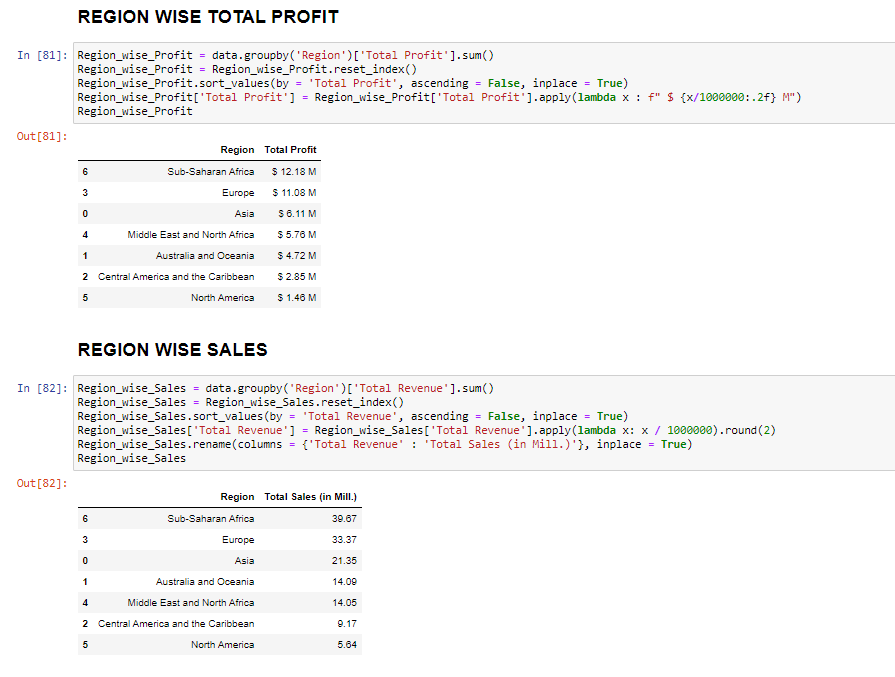 REGION WISE TOTAL PROFIT
In [81]: Region_wise_Profit = data.groupby('Region')['Total Profit'].sum()
Region_wise_Profit = Region_wise_Profit.reset_index()
Region_wise_Profit.sort_values(by = 'Total Profit', ascending = False, inplace = True)
Region_wise_Profit['Total Profit'] = Region_wise_Profit['Total Profit'].apply(lambda x : f" $ {x/1000000:.2f} M")
Region_wise_Profit
Out[81]:
Region Total Profit
6 Sub-Saharan Africa $ 12.18 M
3 Europe $ 11.08 M
0 Asia $ 6.11 M
4 Middle East and North Africa $ 5.76 M
1 Australia and Oceania $ 4.72 M
2 Central America and the Caribbean $ 2.85 M
5 North America $ 1.46 M
REGION WISE SALES
In [82]: Region_wise_Sales = data.groupby('Region')['Total Revenue'].sum()
Region_wise_Sales = Region_wise_Sales.reset_index()
Region_wise_Sales.sort_values(by = 'Total Revenue', ascending = False, inplace = True)
Region_wise_Sales['Total Revenue'] = Region_wise_Sales['Total Revenue'].apply(lambda x: x / 1000000).round(2)
Region_wise_Sales.rename(columns = {'Total Revenue' : 'Total Sales (in Mill.)'}, inplace = True)
Region_wise_Sales
Out[82]:
Region Total Sales (in Mill.)
6 Sub-Saharan Africa 39.67
3 Europe 33.37
0 Asia 21.35
1 Australia and Oceania 14.09
4 Middle East and North Africa 14.05
2 Central America and the Caribbean 9.17
5 North America 5.64